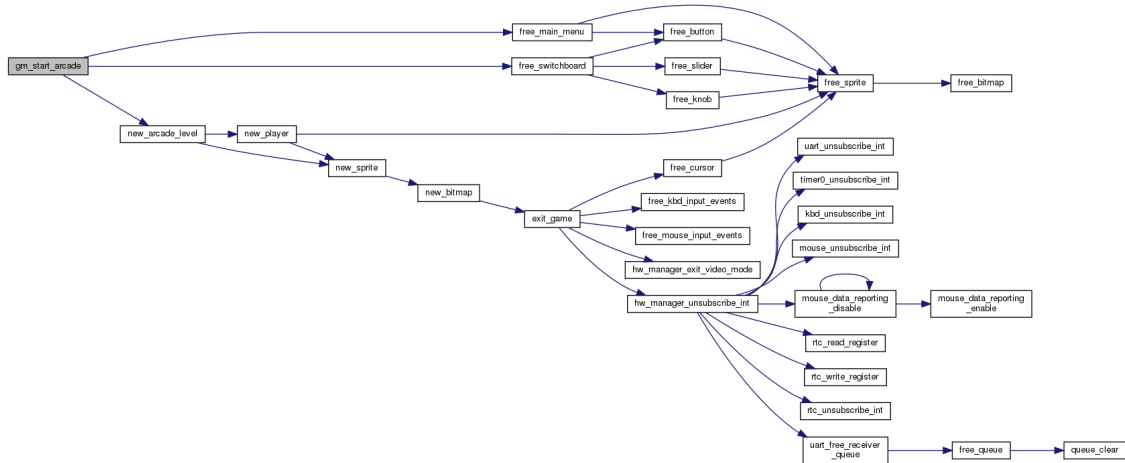 gm_start_arcade
free_main_menu
free_switchboard
new_arcade_level
new_player
new_sprite
new_bitmap
exit_game
free_button
free_slider
free_knob
free_sprite
free_bitmap
free_cursor
free_kbd_input_events
free_mouse_input_events
hw_manager_exit_video_mode
hw_manager_unsubscribe_int
uart_unsubscribe_int
timer0_unsubscribe_int
kbd_unsubscribe_int
mouse_unsubscribe_int
mouse_data_reporting
_disable
mouse_data_reporting
_enable
rtc_read_register
rtc_write_register
rtc_unsubscribe_int
uart_free_receiver
_queue
free_queue
queue_clear